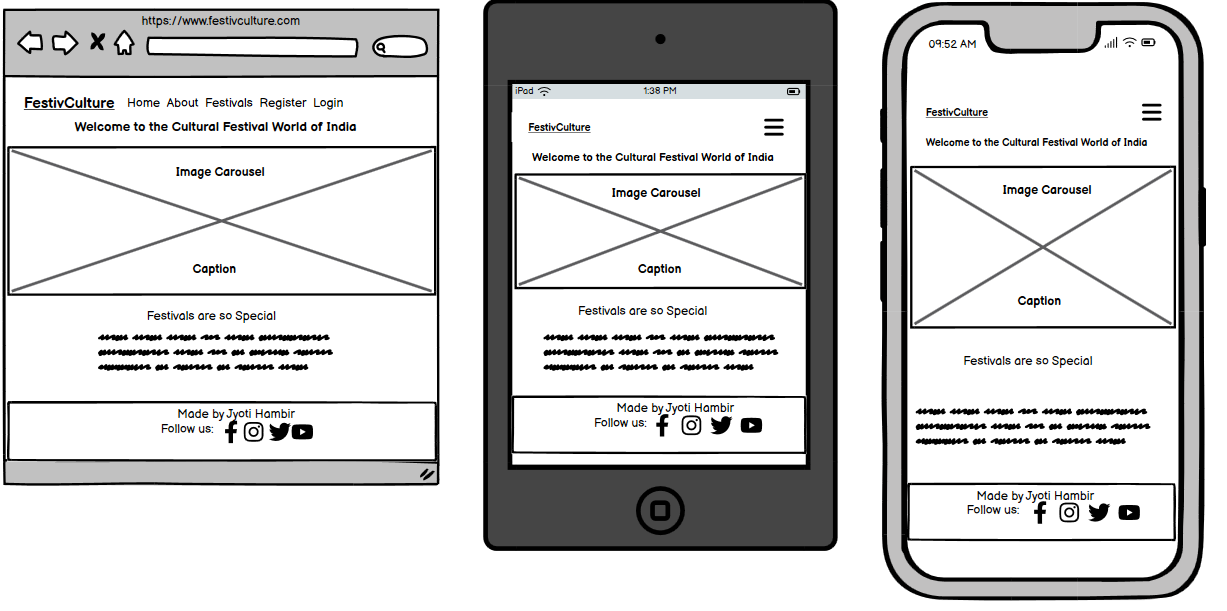 https://www.festivculture.com
FestivCulture Home About Festivals Register Login
Welcome to the Cultural Festival World of India
Image Carousel
Caption
Festivals are so Special
Made by Jyoti Hambir
Follow us:
iPad 1:38 PM
FestivCulture
Welcome to the Cultural Festival World of India
Image Carousel
Caption
Festivals are so Special
Made by Jyoti Hambir
Follow us:
09:52 AM
FestivCulture
Welcome to the Cultural Festival World of India
Image Carousel
Caption
Festivals are so Special
Made by Jyoti Hambir
Follow us: